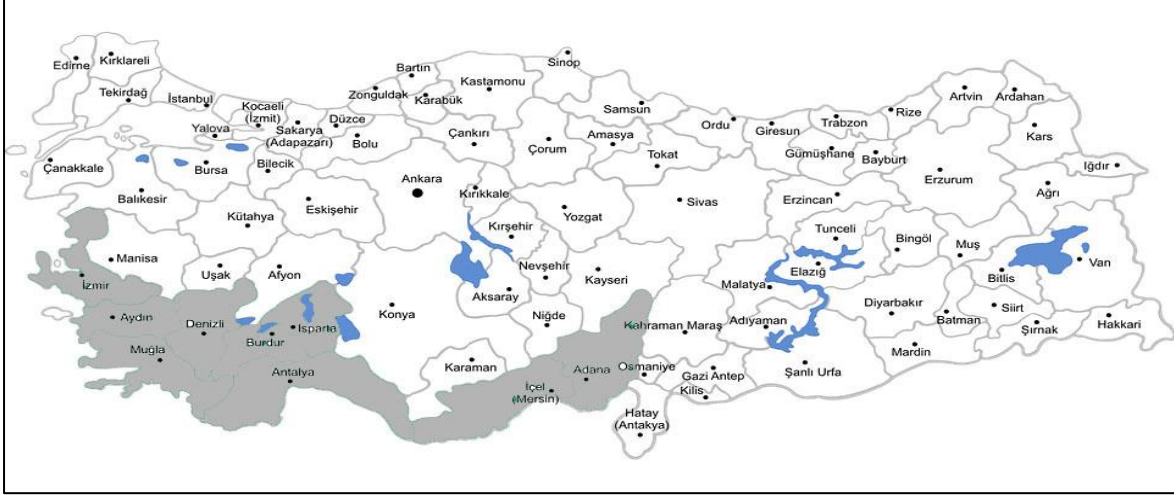 Edirne
Kırklareli
Tekirdağ
İstanbul
Kocaeli
(İzmit)
Yalova
Sakarya
(Adapazarı)
Düzce
Bolu
Zonguldak
Bartın
Karabük
Kastamonu
Sinop
Samsun
Çankırı
Çorum
Amasya
Tokat
Ordu
Giresun
Trabzon
Rize
Artvin
Ardahan
Kars
Gümüşhane
Bayburt
Erzurum
Iğdır
Ağrı
Çanakkale
Balıkesir
Bursa
Bilecik
Kütahya
Eskişehir
Ankara
Kırıkkale
Kırşehir
Yozgat
Sivas
Erzincan
Tunceli
Bingöl
Muş
Bitlis
Van
Manisa
İzmir
Uşak
Afyon
Konya
Aksaray
Nevşehir
Kayseri
Niğde
Malatya
Elazığ
Diyarbakır
Batman
Siirt
Şırnak
Hakkari
Aydın
Denizli
Burdur
Isparta
Muğla
Antalya
Karaman
İçel
(Mersin)
Adana
Kahraman Maraş
Osmaniye
Adıyaman
Gazi Antep
Kilis
Şanlı Urfa
Mardin
Hatay
(Antakya)